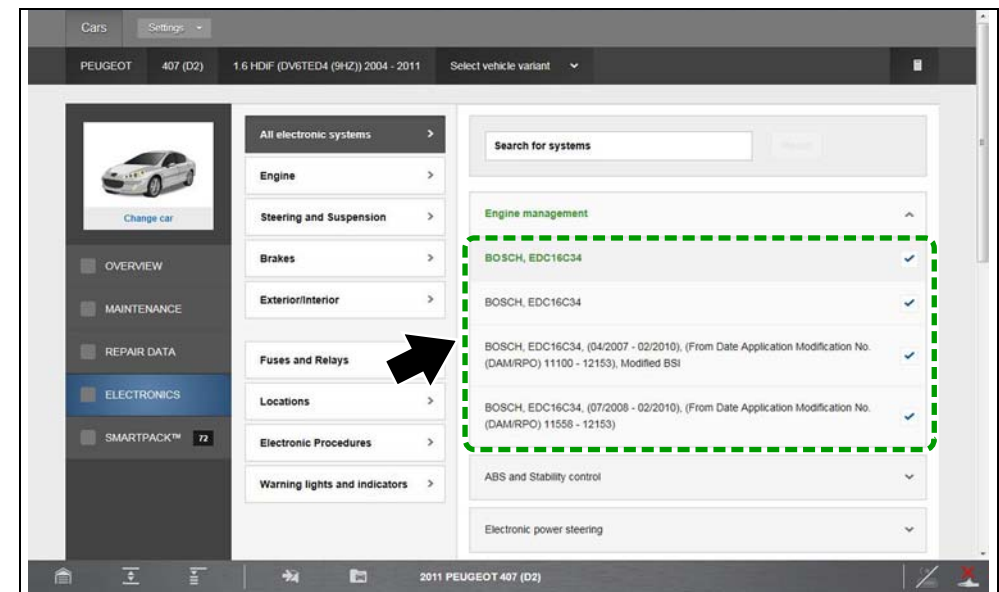 Cars Settings
PEUGEOT 407 (D2) 1.6 HDiF (DV6TED4 (9HZ)) 2004 - 2011 Select vehicle variant
Change car
OVERVIEW
MAINTENANCE
REPAIR DATA
ELECTRONICS
SMARTPACK™ 72
All electronic systems
Engine
Steering and Suspension
Brakes
Exterior/Interior
Fuses and Relays
Locations
Electronic Procedures
Warning lights and indicators
Search for systems
Engine management
BOSCH, EDC16C34
BOSCH, EDC16C34
BOSCH, EDC16C34, (04/2007 - 02/2010), (From Date Application Modification No.
(DAM/RPO) 11100 - 12153), Modified BSI
BOSCH, EDC16C34, (07/2008 - 02/2010), (From Date Application Modification No.
(DAM/RPO) 11558 - 12153)
ABS and Stability control
Electronic power steering
2011 PEUGEOT 407 (D2)